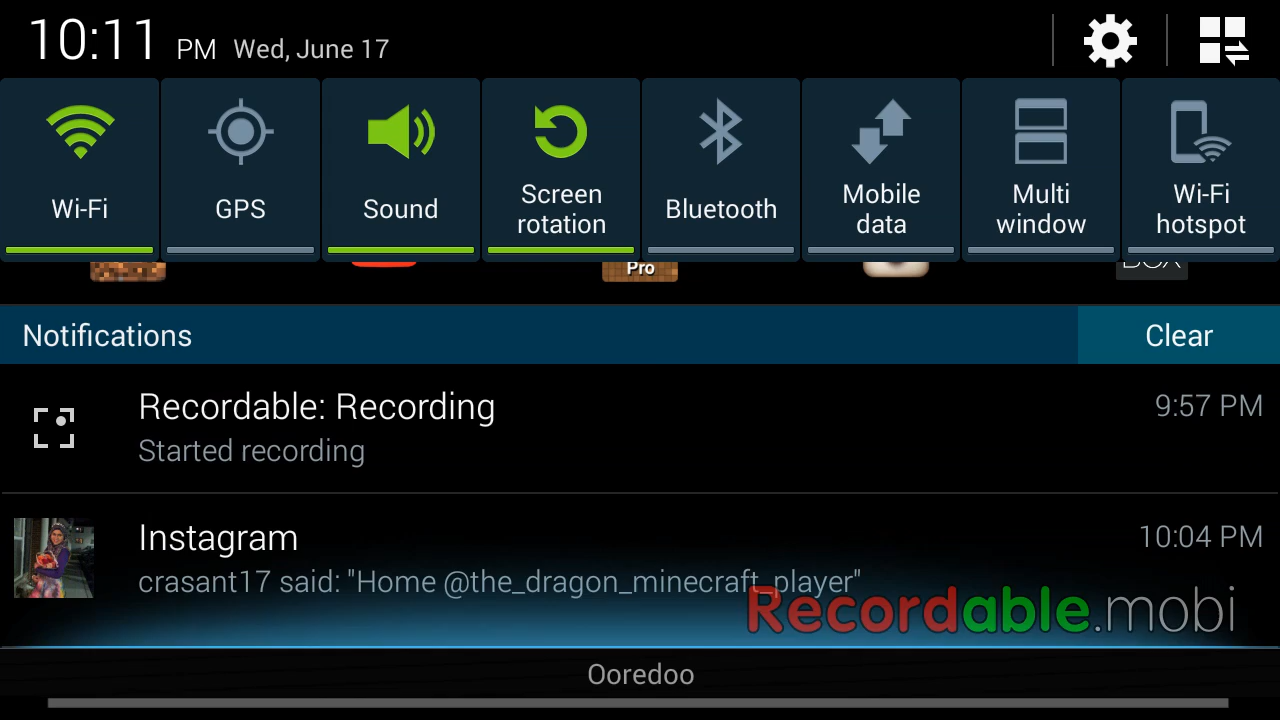 10:11 PM Wed, June 17
Wi-Fi
GPS
Sound
Screen
rotation
Bluetooth
Mobile
data
Multi
window
Wi-Fi
hotspot
Pro
BOX
Notifications
Clear
Recordable: Recording
9:57 PM
Started recording
Instagram
10:04 PM
crasant17 said: "Home @the_dragon_minecraft_player"
Recordable.mobi
Ooredoo